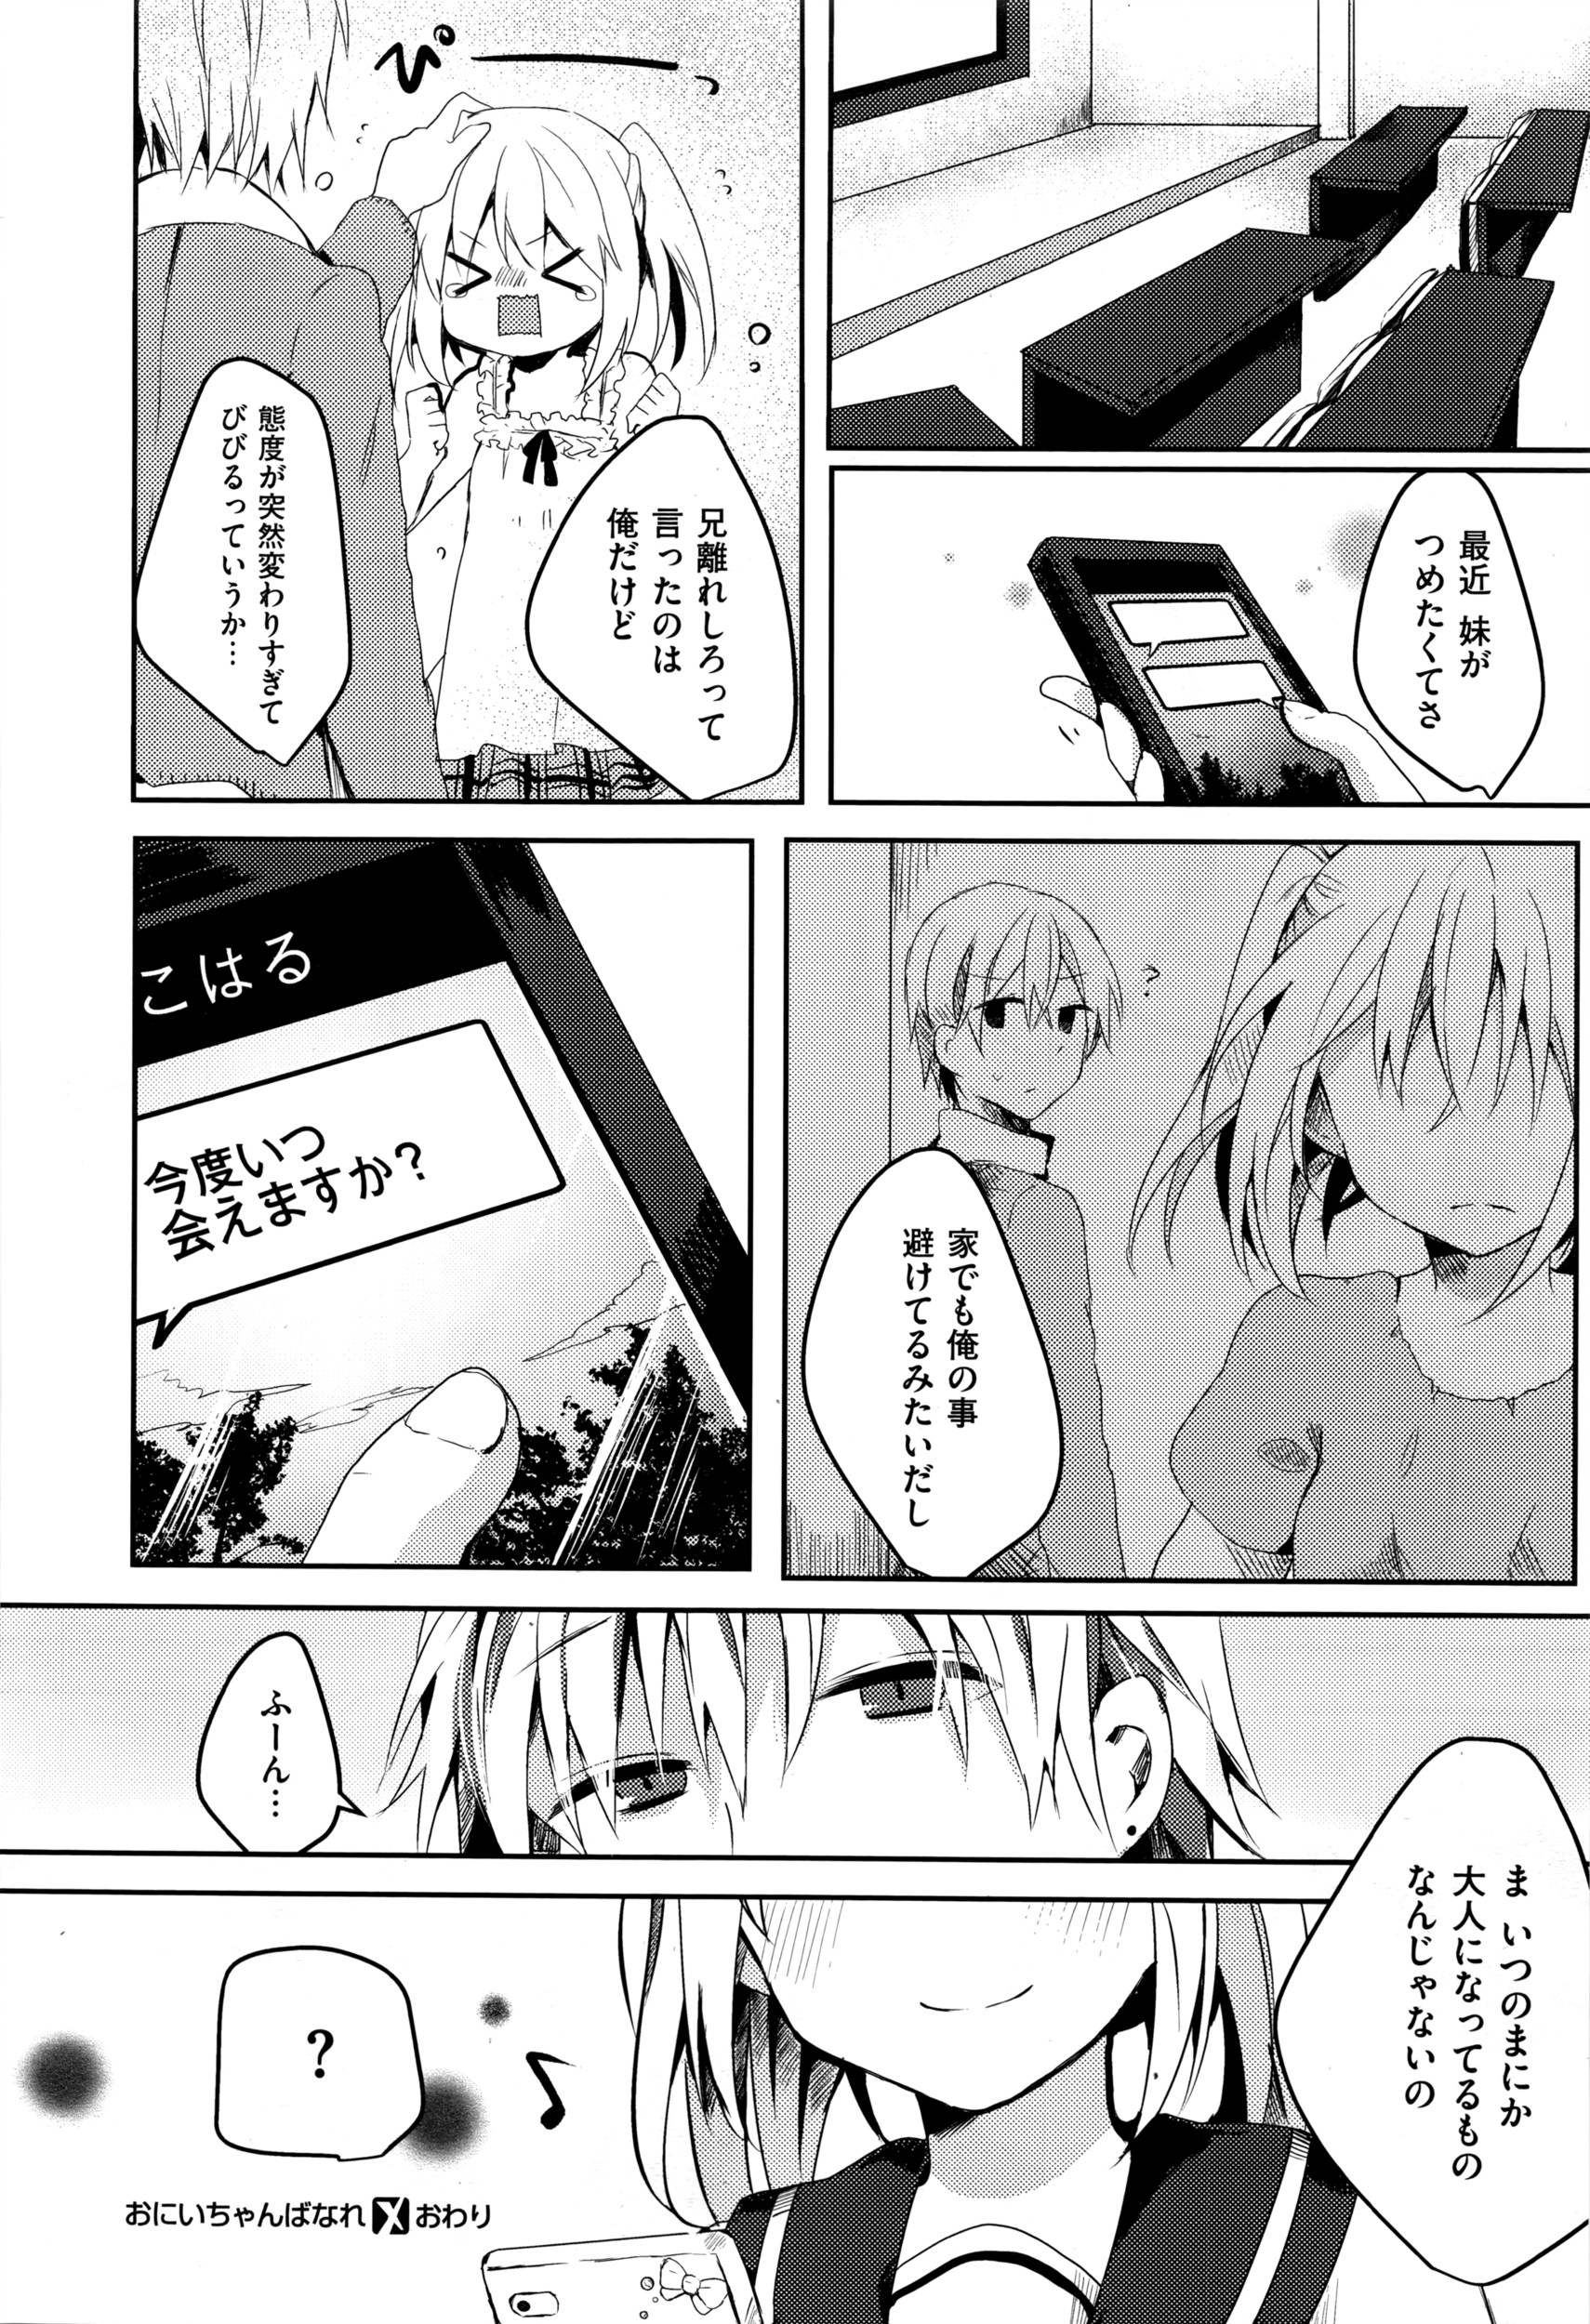 最近 妹が
つめたくてさ
ぴーっ
兄離れしろって
言ったのは
俺だけど
態度が突然変わりすぎて
びびるっていうか…
?
家でも俺の事
避けてるみたいだし
こはる
今度いつ
会えますか?
ふーん…
ま いつのまにか
大人になってるもの
なんじゃないの
?
おにいちゃんばなれ X おわり